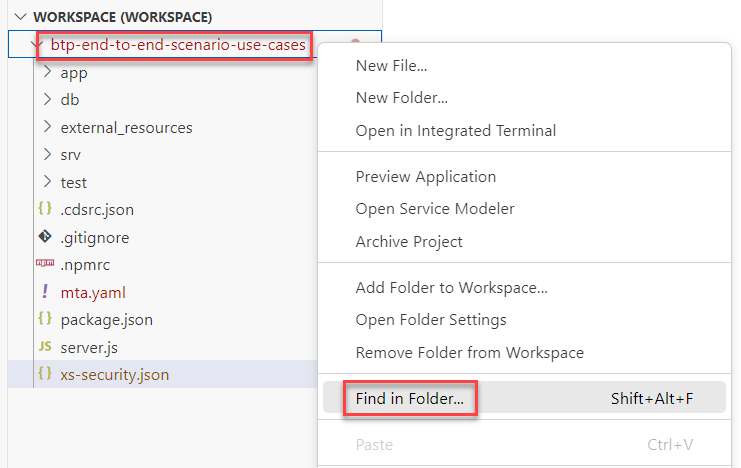 WORKSPACE (WORKSPACE)
btp-end-to-end-scenario-use-cases
app
db
external_resources
srv
test
{} .cdsrc.json
.gitignore
npm .npmrc
! mta.yaml
{} package.json
JS server.js
{} xs-security.json
New File...
New Folder...
Open in Integrated Terminal
Preview Application
Open Service Modeler
Archive Project
Add Folder to Workspace...
Open Folder Settings
Remove Folder from Workspace
Find in Folder... Shift+Alt+F
Paste Ctrl+V